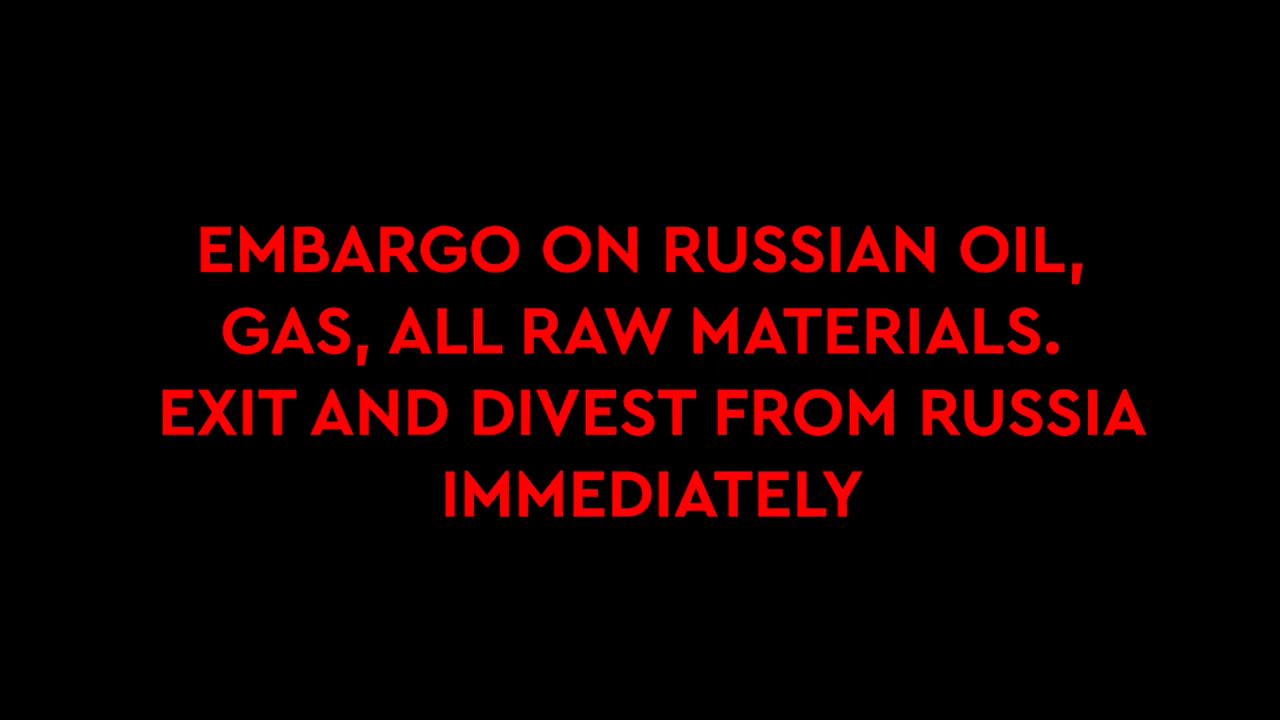 EMBARGO ON RUSSIAN OIL,
GAS, ALL RAW MATERIALS.
EXIT AND DIVEST FROM RUSSIA
IMMEDIATELY